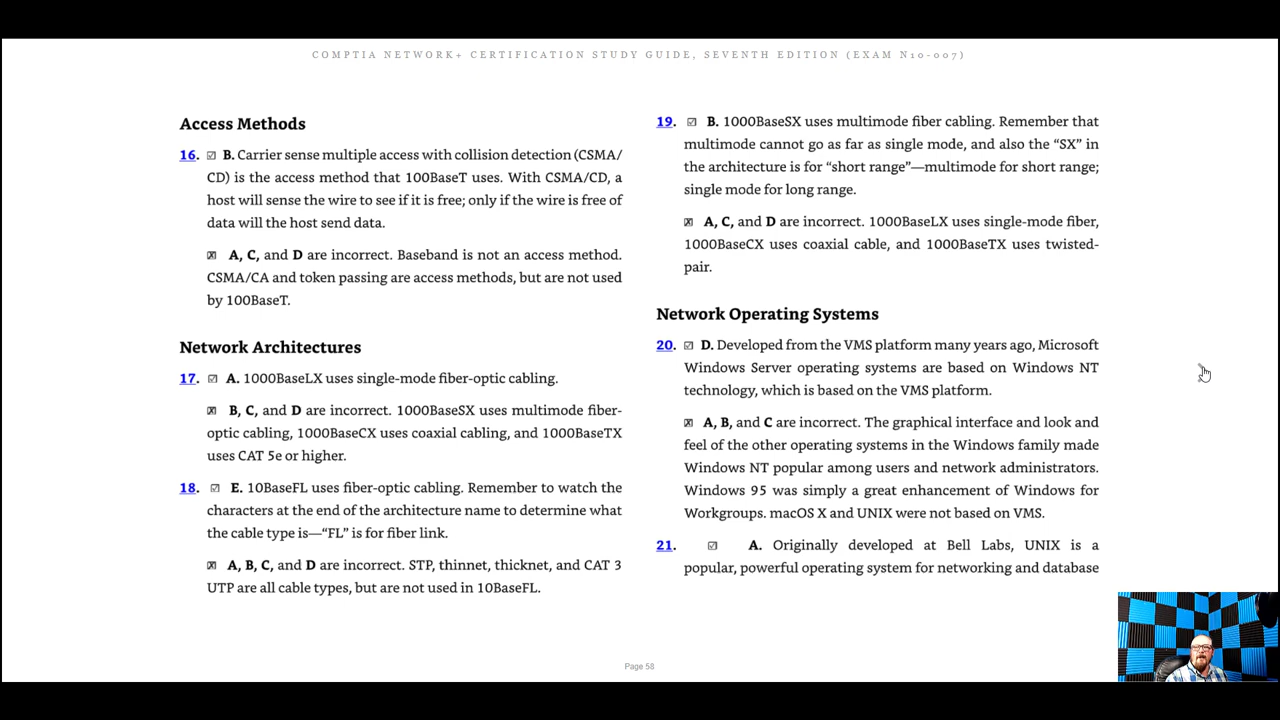 COMPTIA NETWORK+ CERTIFICATION STUDY GUIDE, SEVENTH EDITION (EXAM N10-007)
Access Methods
16. ☑ B. Carrier sense multiple access with collision detection (CSMA/
CD) is the access method that 100BaseT uses. With CSMA/CD, a
host will sense the wire to see if it is free; only if the wire is free of
data will the host send data.
☒ A, C, and D are incorrect. Baseband is not an access method.
CSMA/CA and token passing are access methods, but are not used
by 100BaseT.
Network Architectures
17. ☑ A. 1000BaseLX uses single-mode fiber-optic cabling.
☒ B, C, and D are incorrect. 1000BaseSX uses multimode fiber-
optic cabling, 1000BaseCX uses coaxial cabling, and 1000BaseTX
uses CAT 5e or higher.
18. ☑ E. 10BaseFL uses fiber-optic cabling. Remember to watch the
characters at the end of the architecture name to determine what
the cable type is—“FL” is for fiber link.
☒ A, B, C, and D are incorrect. STP, thinnet, thicknet, and CAT 3
UTP are all cable types, but are not used in 10BaseFL.
19. ☑ B. 1000BaseSX uses multimode fiber cabling. Remember that
multimode cannot go as far as single mode, and also the “SX” in
the architecture is for “short range”—multimode for short range;
single mode for long range.
☒ A, C, and D are incorrect. 1000BaseLX uses single-mode fiber,
1000BaseCX uses coaxial cable, and 1000BaseTX uses twisted-
pair.
Network Operating Systems
20. ☑ D. Developed from the VMS platform many years ago, Microsoft
Windows Server operating systems are based on Windows NT
technology, which is based on the VMS platform.
☒ A, B, and C are incorrect. The graphical interface and look and
feel of the other operating systems in the Windows family made
Windows NT popular among users and network administrators.
Windows 95 was simply a great enhancement of Windows for
Workgroups. macOS X and UNIX were not based on VMS.
21. ☑ A. Originally developed at Bell Labs, UNIX is a
popular, powerful operating system for networking and database
Page 58